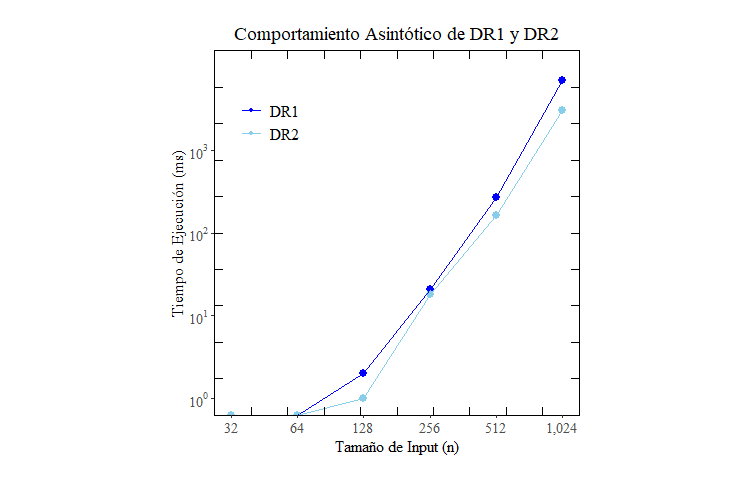 Comportamiento Asintótico de DR1 y DR2
DR1
DR2
Tiempo de Ejecución (ms)
10³
10²
10¹
10⁰
32 64 128 256 512 1,024
Tamaño de Input (n)